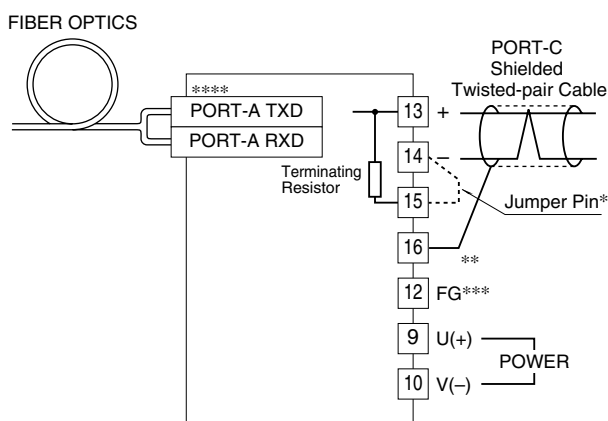 FIBER OPTICS
PORT-C
Shielded
Twisted-pair Cable
****
PORT-A TXD
PORT-A RXD
13 +
14 –
Terminating
Resistor
15
Jumper Pin*
16
**
12 FG***
9 U(+)
POWER
10 V(–)